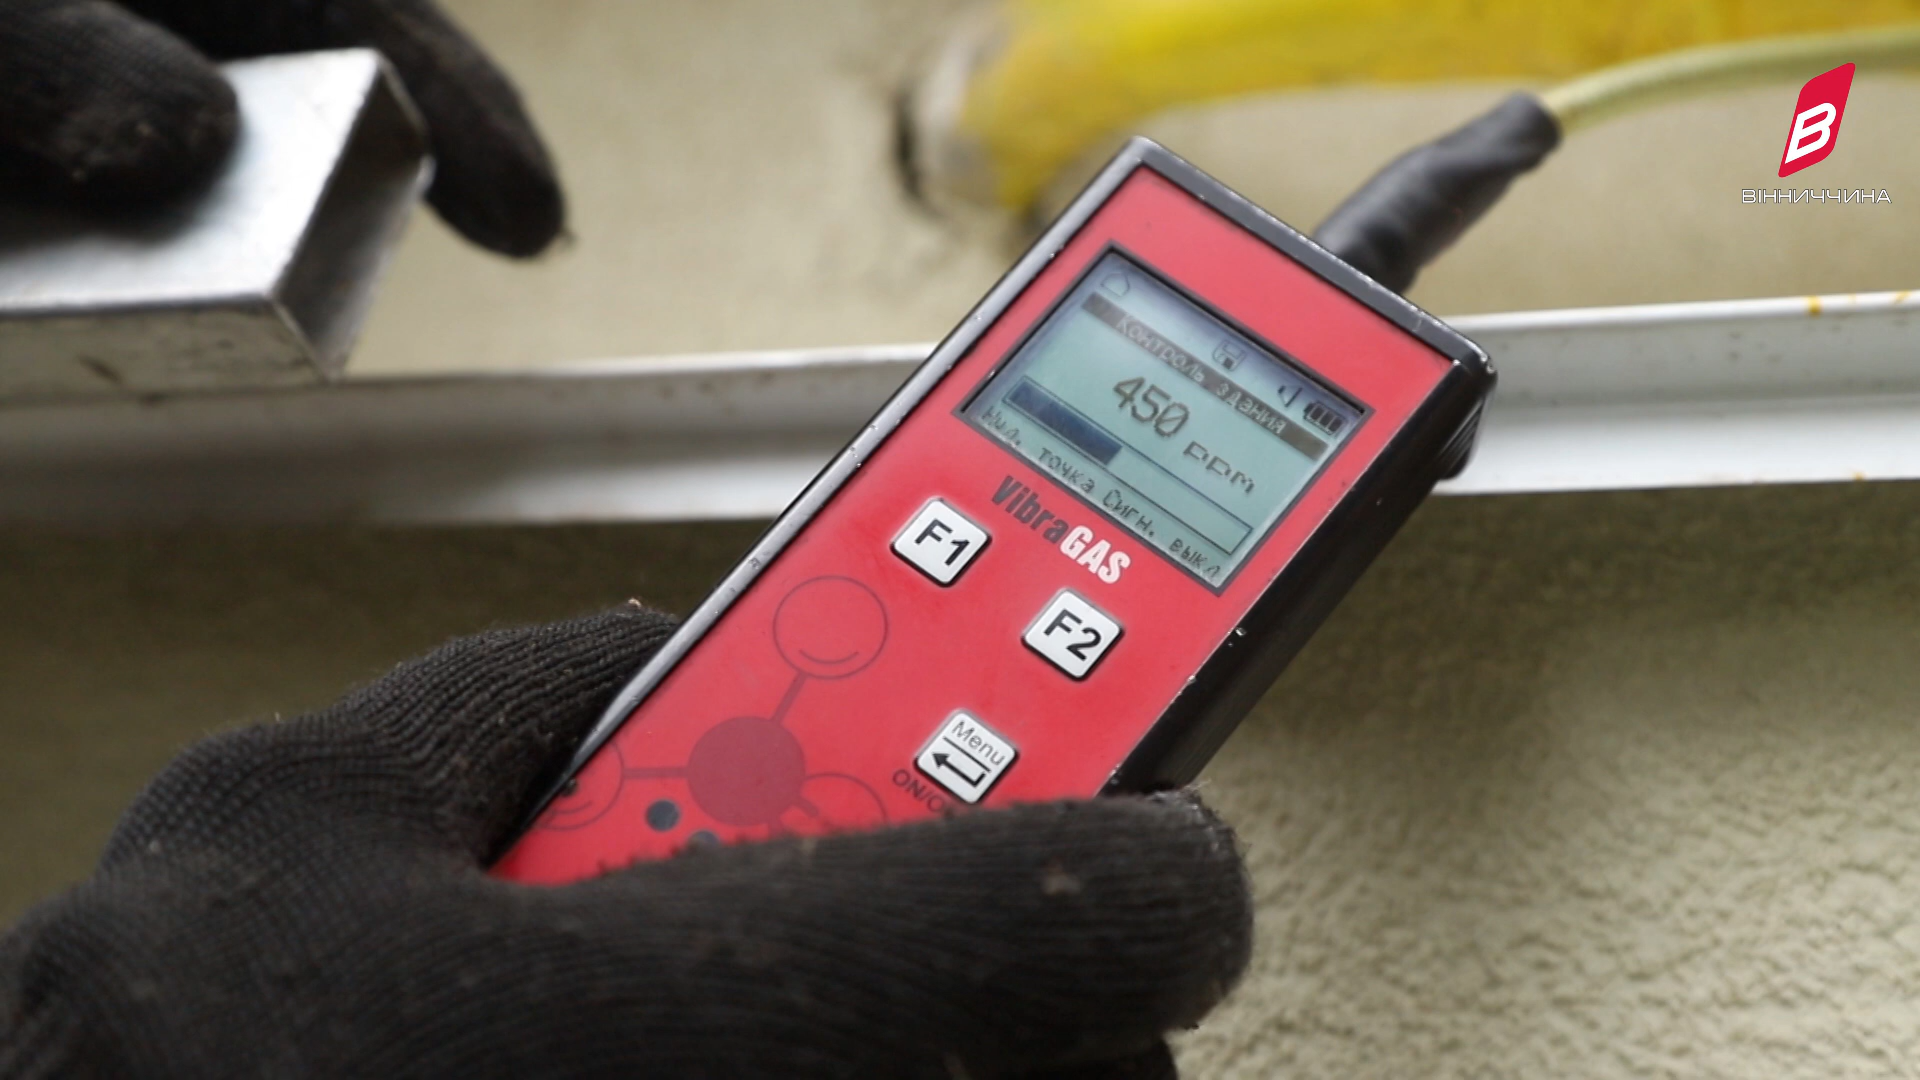 В
ВІННИЧЧИНА
Контроль здания
450 ppm
Нул. точка Сигн. выкл
VibraGAS
F1
F2
Menu